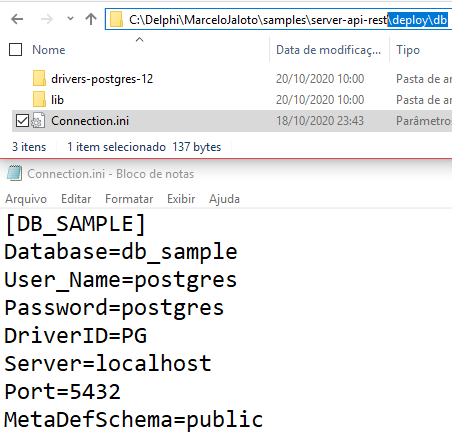 C:\Delphi\MarceloJaloto\samples\server-api-rest\deploy\db
Nome Data de modificaç... Tipo
drivers-postgres-12 20/10/2020 10:00 Pasta de ar
lib 20/10/2020 10:00 Pasta de ar
Connection.ini 18/10/2020 23:43 Parâmetros
3 itens 1 item selecionado 137 bytes
Connection.ini - Bloco de notas
Arquivo Editar Formatar Exibir Ajuda
[DB_SAMPLE]
Database=db_sample
User_Name=postgres
Password=postgres
DriverID=PG
Server=localhost
Port=5432
MetaDefSchema=public